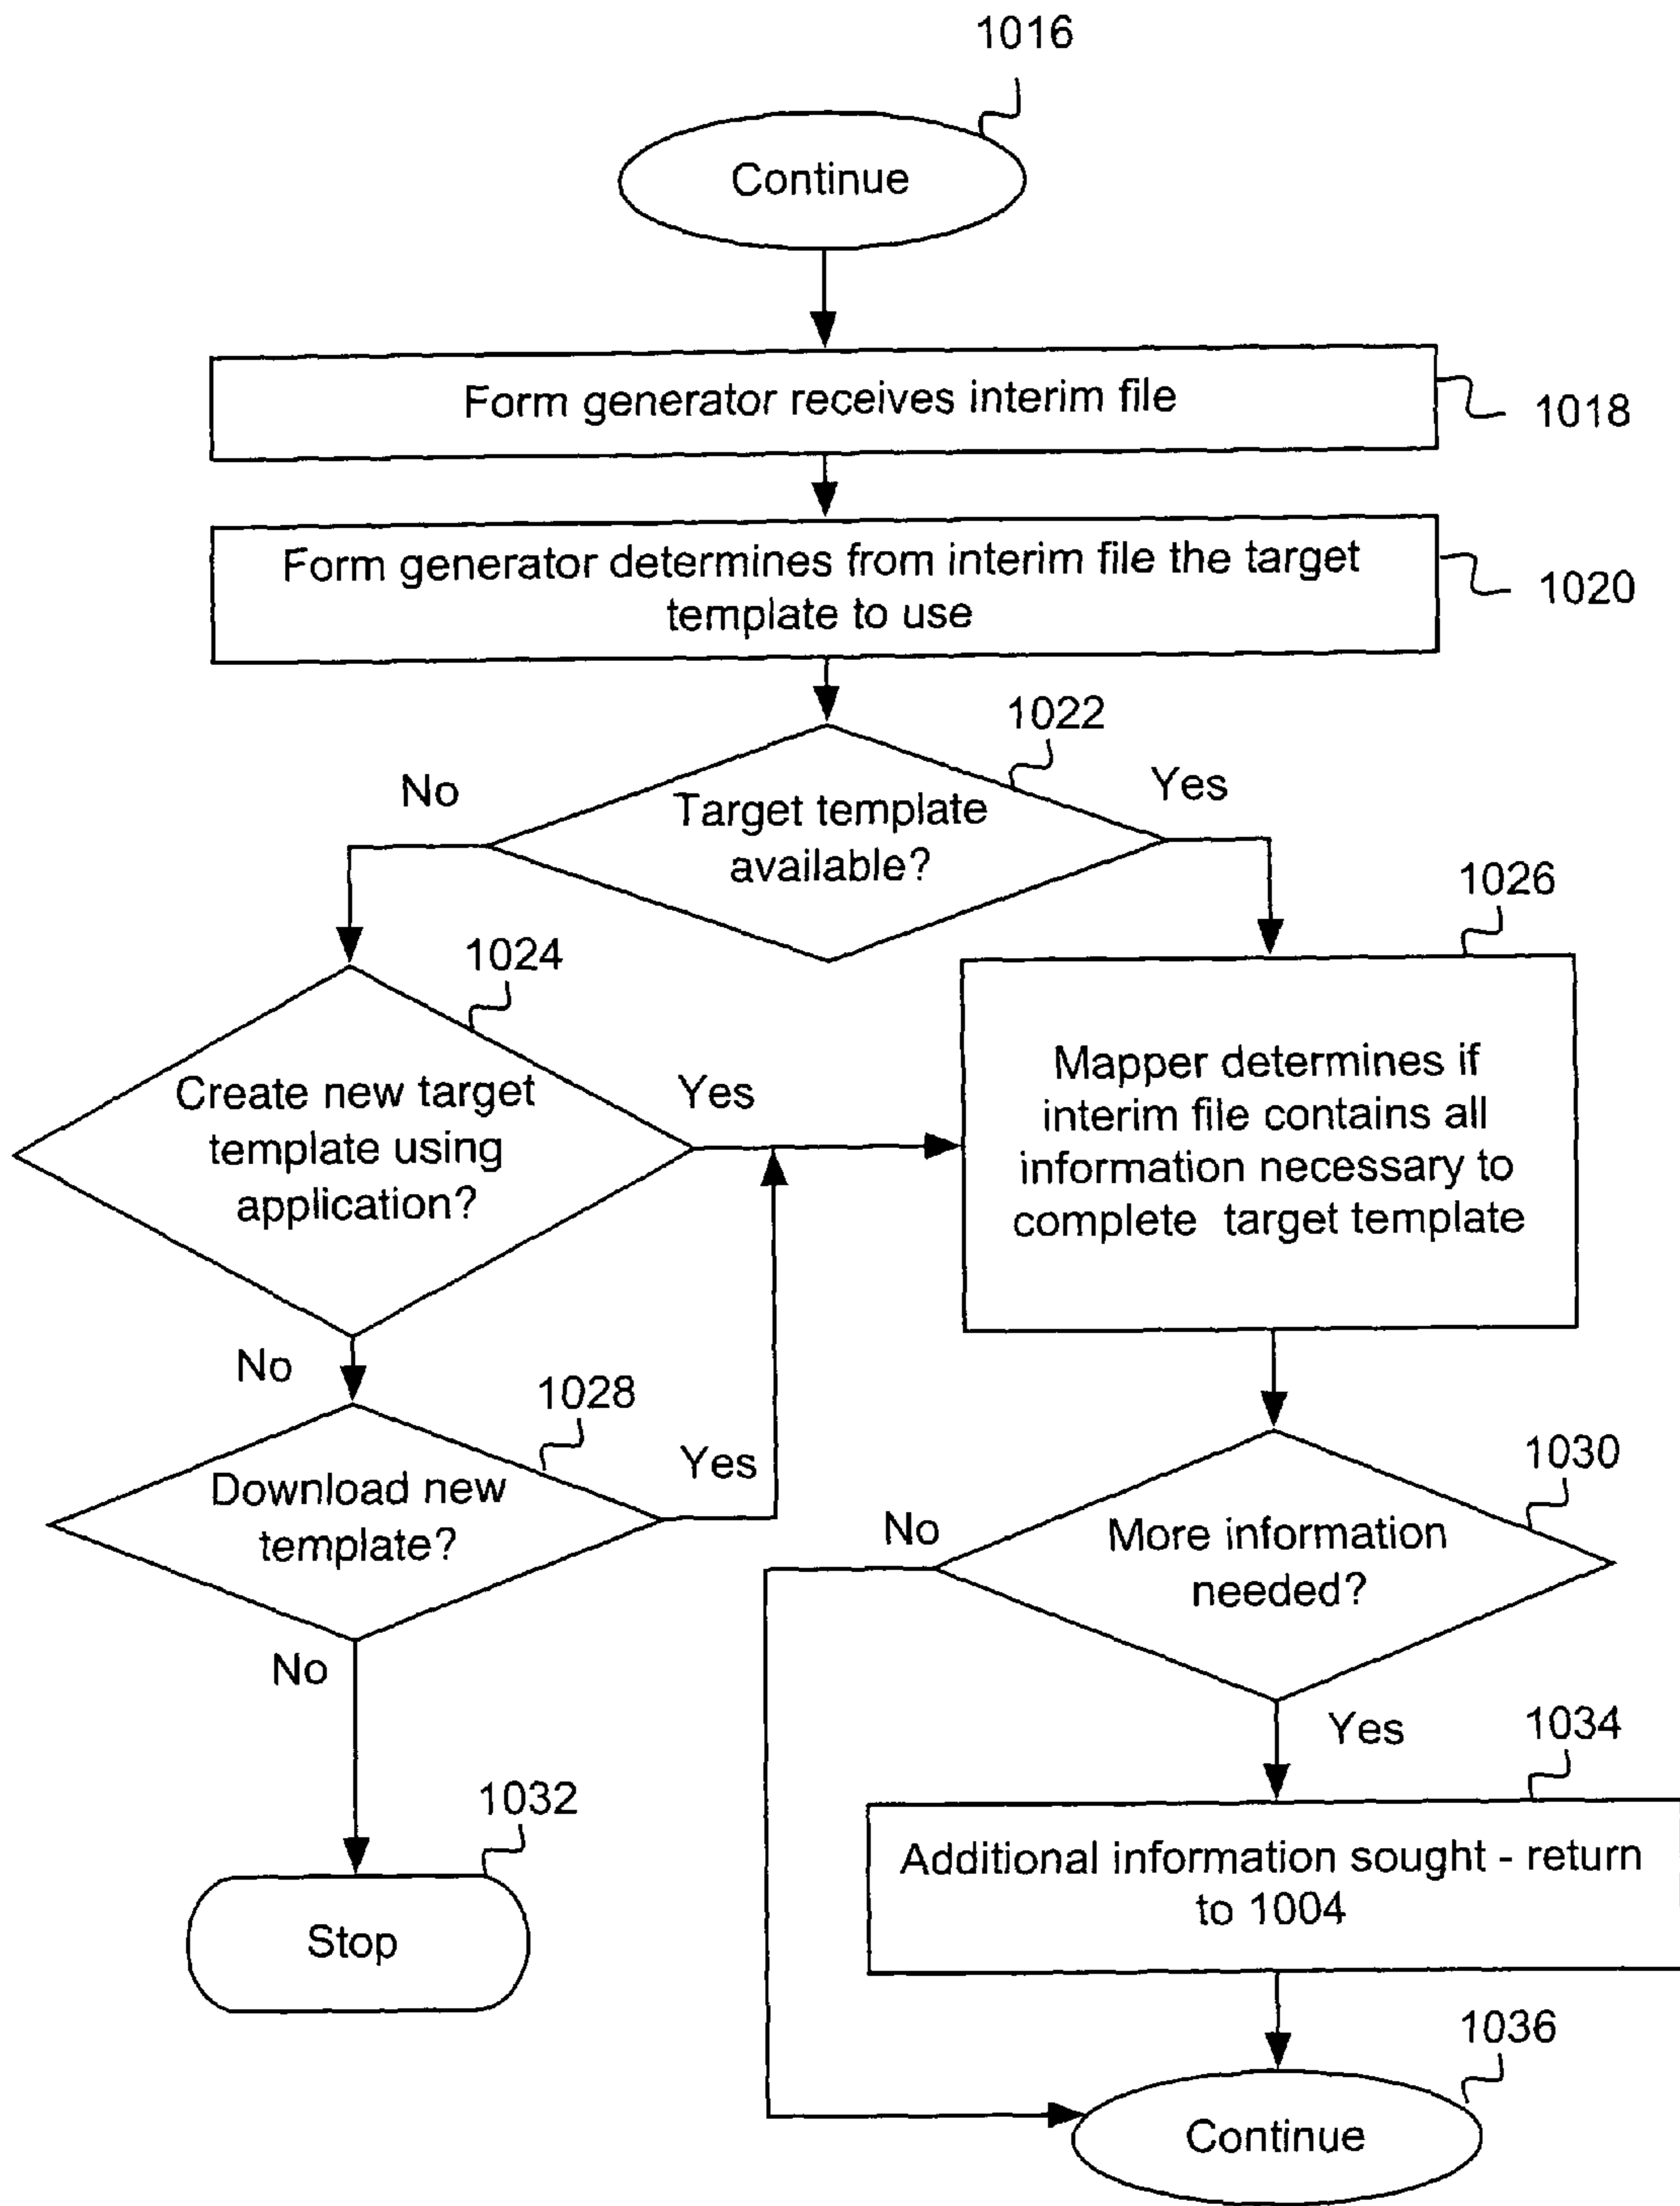 1016
Continue
Form generator receives interim file
1018
Form generator determines from interim file the target
template to use
1020
1022
No
Yes
Target template
available?
1026
1024
Create new target
template using
application?
Yes
Mapper determines if
interim file contains all
information necessary to
complete target template
No
1028
Download new
template?
Yes
1030
No
More information
needed?
No
Yes
1034
1032
Additional information sought - return
to 1004
Stop
1036
Continue